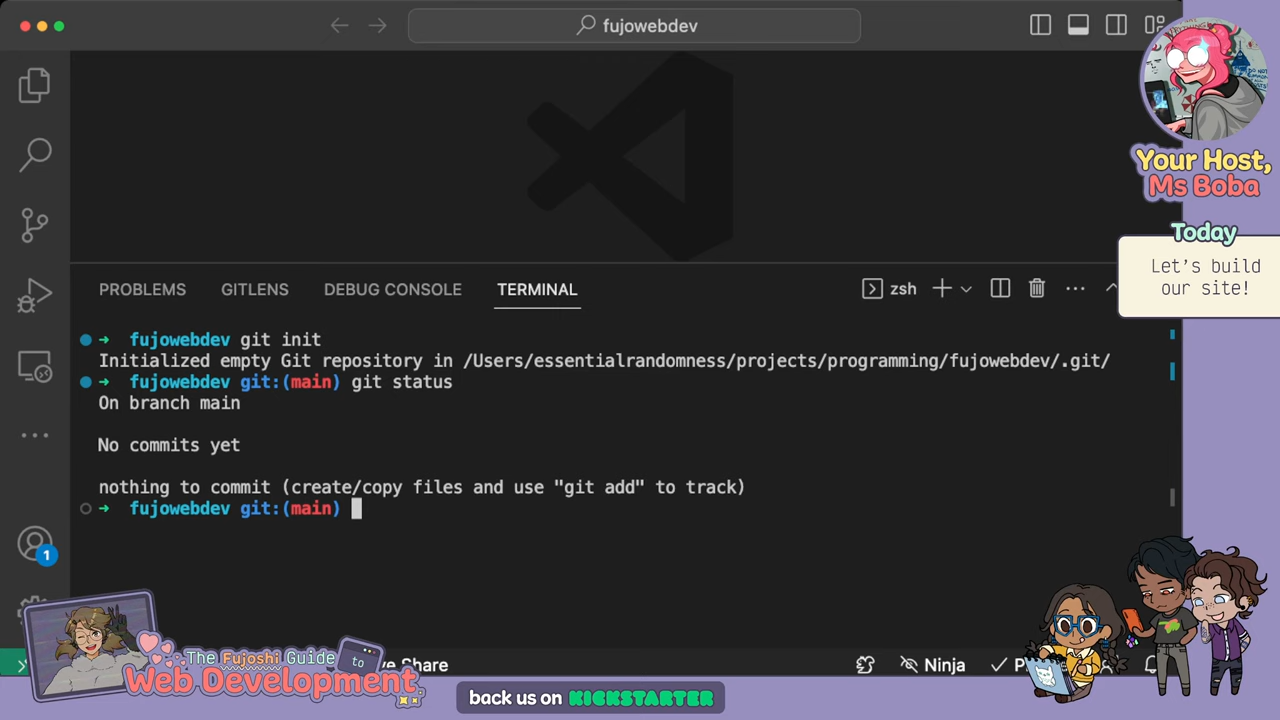 fujowebdev
Your Host,
Ms Boba
Today
Let's build
our site!
PROBLEMS GITLENS DEBUG CONSOLE TERMINAL zsh
➜ fujowebdev git init
Initialized empty Git repository in /Users/essentialrandomness/projects/programming/fujowebdev/.git/
➜ fujowebdev git:(main) git status
On branch main
No commits yet
nothing to commit (create/copy files and use "git add" to track)
➜ fujowebdev git:(main)
1
Share
Ninja
The Fujoshi Guide
to
Web Development
back us on KICKSTARTER